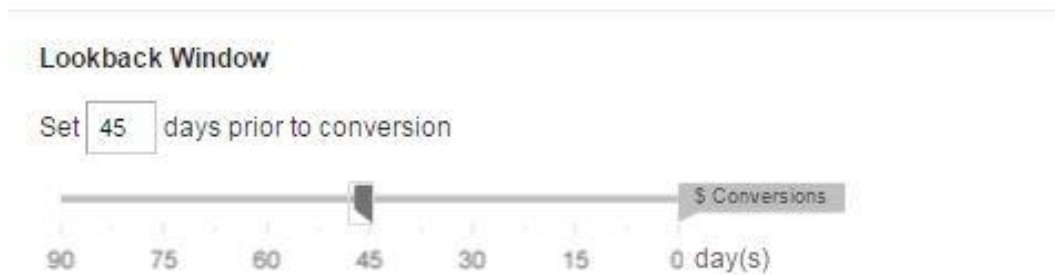 Lookback Window
Set 45 days prior to conversion
$ Conversions
90 75 60 45 30 15 0 day(s)